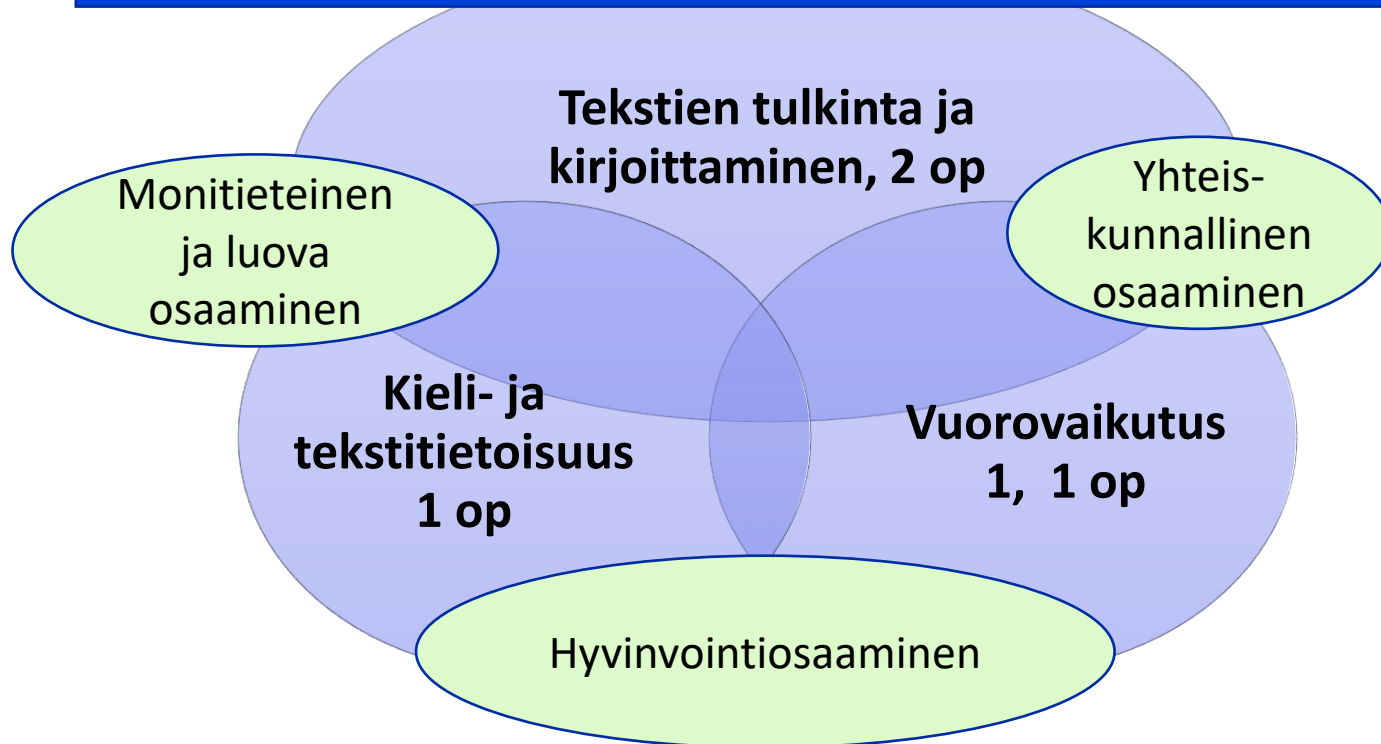 Tekstien tulkinta ja
kirjoittaminen, 2 op
Monitieteinen
ja luova
osaaminen
Yhteis-
kunnallinen
osaaminen
Kieli- ja
tekstitietoisuus
1 op
Vuorovaikutus
1, 1 op
Hyvinvointiosaaminen